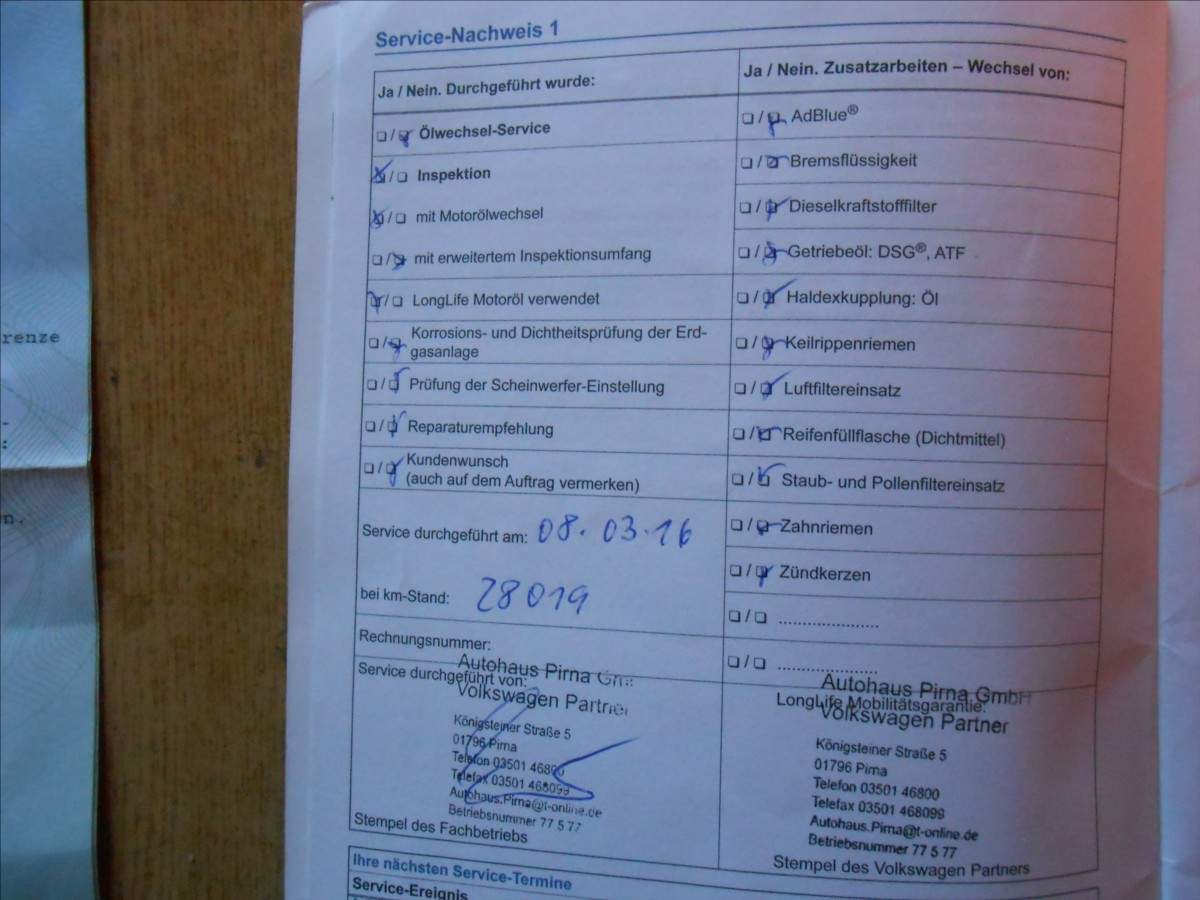 renze
n.
Service-Nachweis 1
Ja / Nein. Durchgeführt wurde:
/ Ölwechsel-Service
/ Inspektion
/ mit Motorölwechsel
/ mit erweitertem Inspektionsumfang
/ LongLife Motoröl verwendet
/ Korrosions- und Dichtheitsprüfung der Erd-
gasanlage
/ Prüfung der Scheinwerfer-Einstellung
/ Reparaturempfehlung
/ Kundenwunsch
(auch auf dem Auftrag vermerken)
Service durchgeführt am: 08.03.16
bei km-Stand: 28019
Rechnungsnummer:
Service durchgeführt von:
Autohaus Pirna Gm
Volkswagen Partner
Königsteiner Straße 5
01796 Pirna
Telefon 03501 46800
Telefax 03501 468099
Autohaus.Pirna@t-online.de
Betriebsnummer 77 5 77
Stempel des Fachbetriebs
Ja / Nein. Zusatzarbeiten – Wechsel von:
/ AdBlue®
/ Bremsflüssigkeit
/ Dieselkraftstofffilter
/ Getriebeöl: DSG®, ATF
/ Haldexkupplung: Öl
/ Keilrippenriemen
/ Luftfiltereinsatz
/ Reifenfüllflasche (Dichtmittel)
/ Staub- und Pollenfiltereinsatz
/ Zahnriemen
/ Zündkerzen
/ ......................
/ ......................
Autohaus Pirna GmbH
LongLife Mobilitätsgarantie:
Volkswagen Partner
Königsteiner Straße 5
01796 Pirna
Telefon 03501 46800
Telefax 03501 468099
Autohaus.Pirna@t-online.de
Betriebsnummer 77 5 77
Stempel des Volkswagen Partners
Ihre nächsten Service-Termine
Service-Ereignis